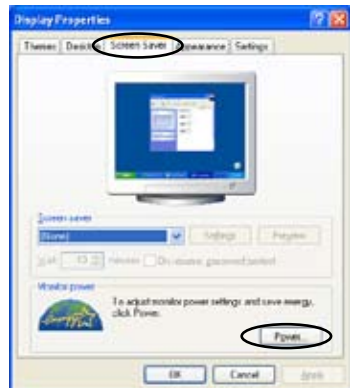 Display Properties
Themes Desktop Screen Saver Appearance Settings
Screen saver
(None) Settings Preview
Wait: minutes On resume, password protect
Monitor power
To adjust monitor power settings and save energy,
click Power.
Power...
OK Cancel Apply